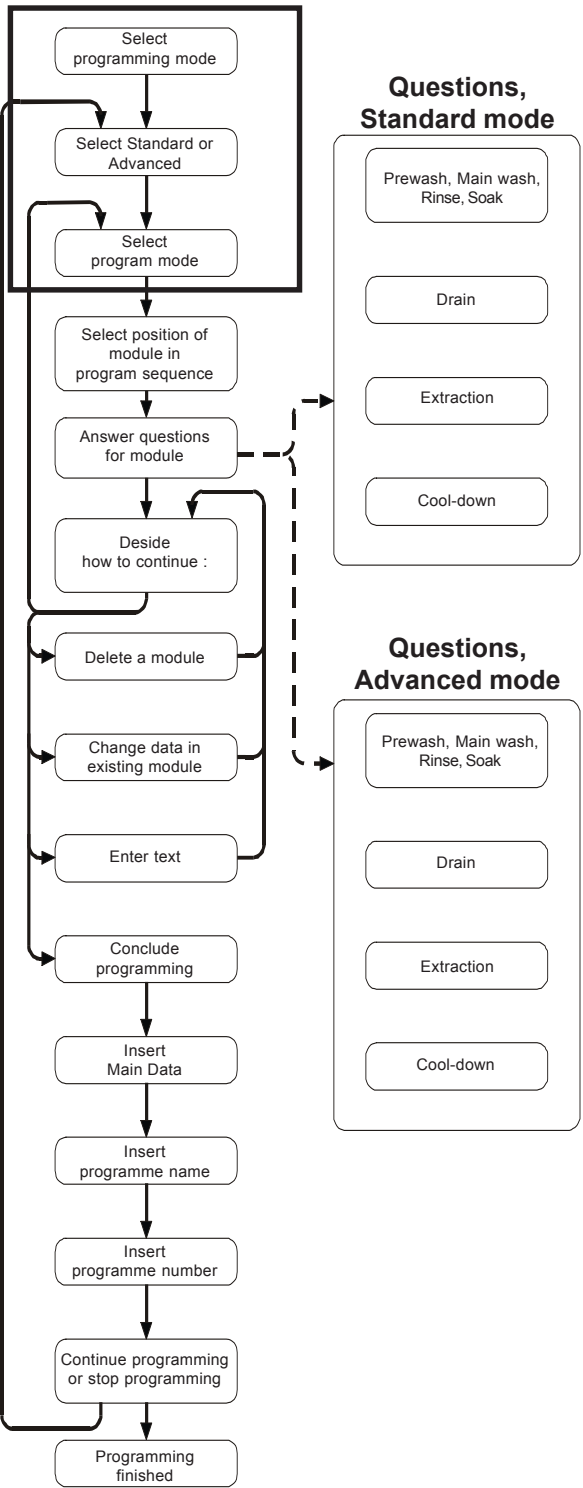 Select
programming mode
Select Standard or
Advanced
Select
program mode
Select position of
module in
program sequence
Answer questions
for module
Deside
how to continue :
Delete a module
Change data in
existing module
Enter text
Conclude
programming
Insert
Main Data
Insert
programme name
Insert
programme number
Continue programming
or stop programming
Programming
finished
Questions,
Standard mode
Prewash, Main wash,
Rinse, Soak
Drain
Extraction
Cool-down
Questions,
Advanced mode
Prewash, Main wash,
Rinse, Soak
Drain
Extraction
Cool-down